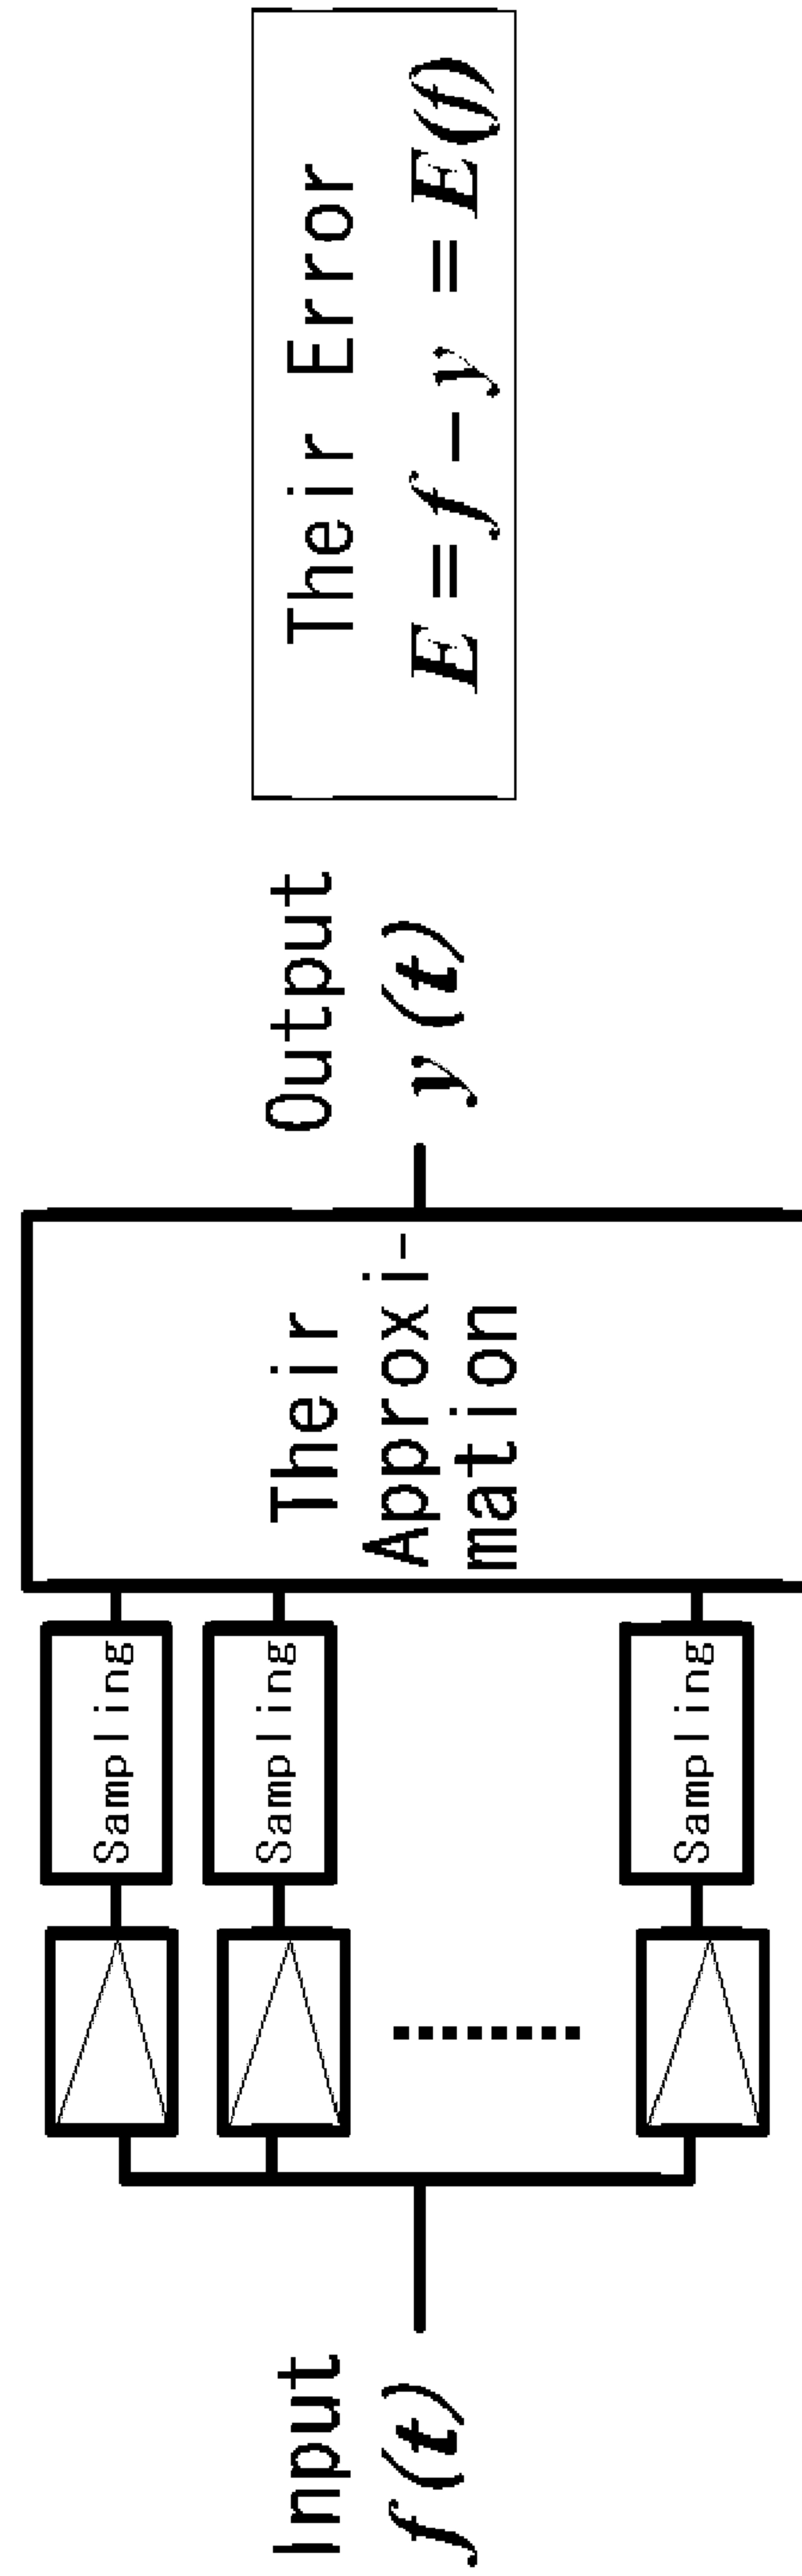 Input
f(t)
Sampling
Sampling
Sampling
Their
Approxi-
mation
Output
y(t)
Their Error
E=f-y =E(f)